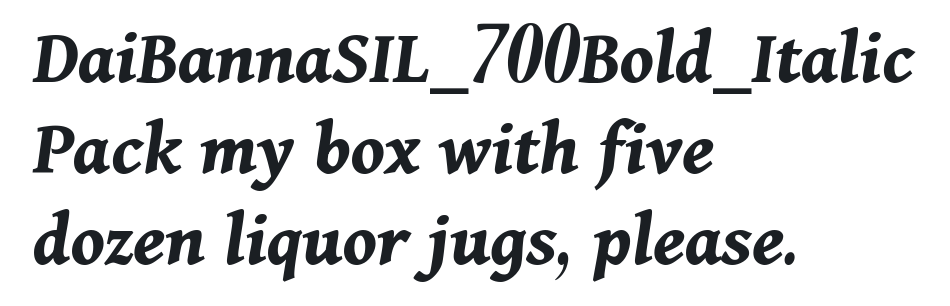 DaiBannaSIL_700Bold_Italic
Pack my box with five
dozen liquor jugs, please.